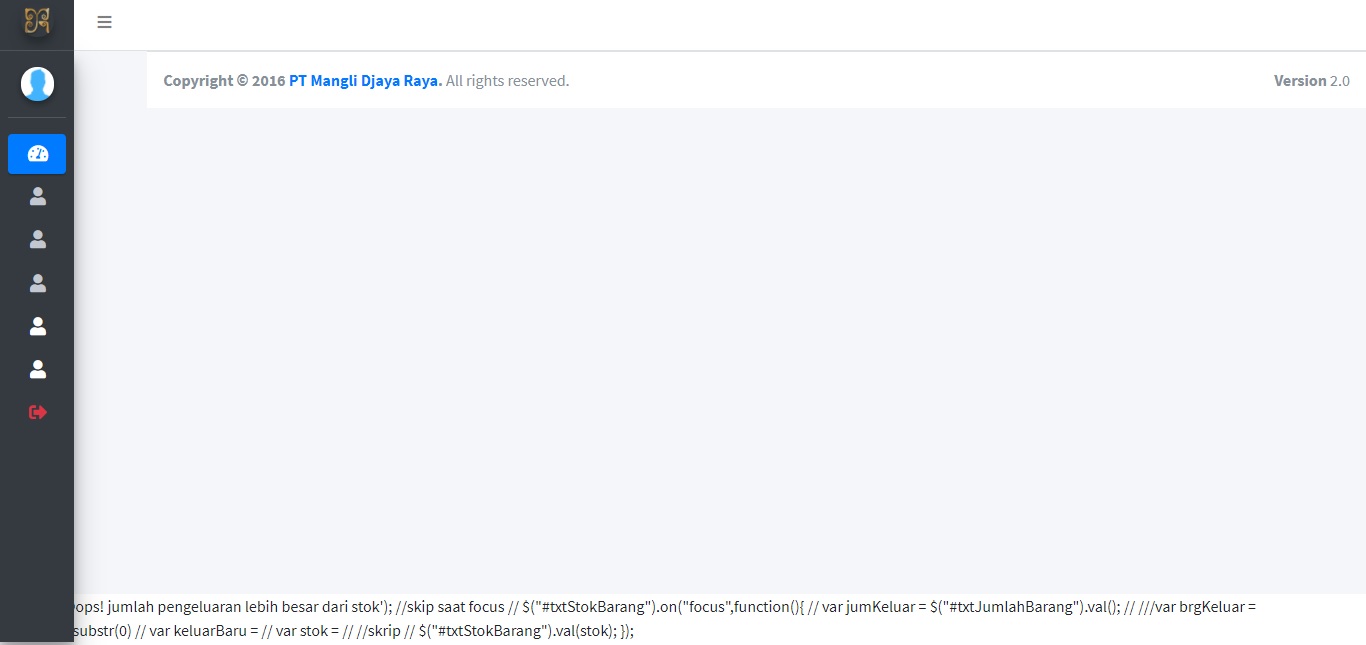 Copyright © 2016 PT Mangli Djaya Raya. All rights reserved.
Version 2.0
ops! jumlah pengeluaran lebih besar dari stok'); //skip saat focus // $("#txtStokBarang").on("focus",function(){ // var jumKeluar = $("#txtJumlahBarang").val(); // ///var brgKeluar =
substr(0) // var keluarBaru = // var stok = // //skrip // $("#txtStokBarang").val(stok); });